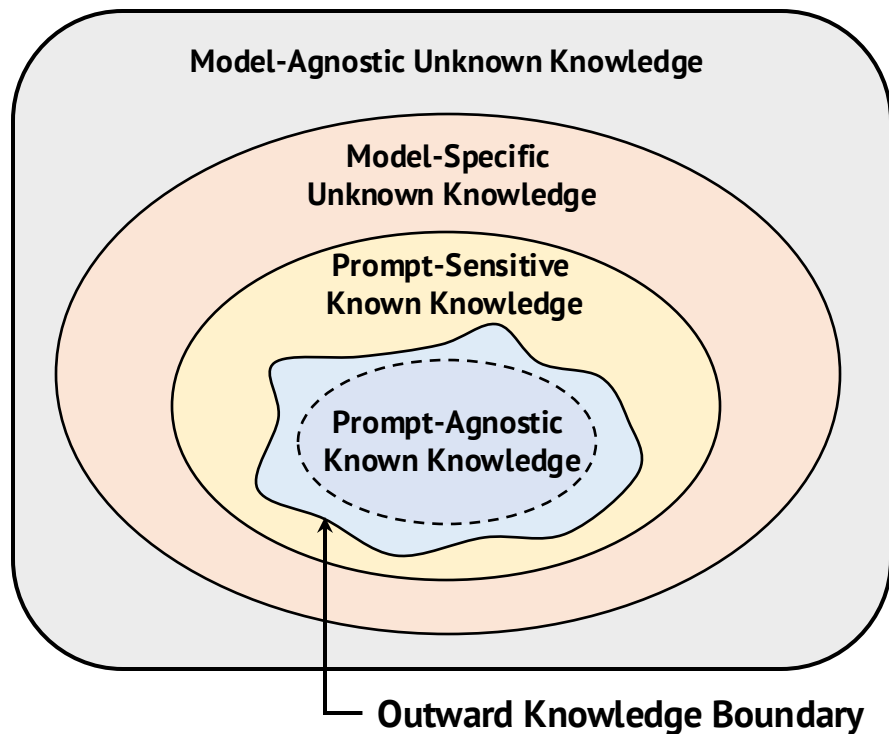 Model-Agnostic Unknown Knowledge
Model-Specific
Unknown Knowledge
Prompt-Sensitive
Known Knowledge
Prompt-Agnostic
Known Knowledge
Outward Knowledge Boundary